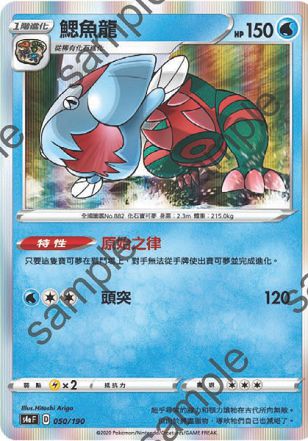 1階進化
鰓魚龍
HP 150
從稀有化石進化
全國圖鑑No.882 化石寶可夢 身高:2.3m 體重:215.0kg
特性 原始之律
只要這隻寶可夢在戰鬥場上,對手無法從手牌使出寶可夢並完成進化。
頭突 120
弱點 ×2 抵抗力 撤退
Illus.Hitoshi Ariga
s4a F D 050/190
©2020 Pokémon/Nintendo/Creatures/GAME FREAK
sample
sample
sample
sample